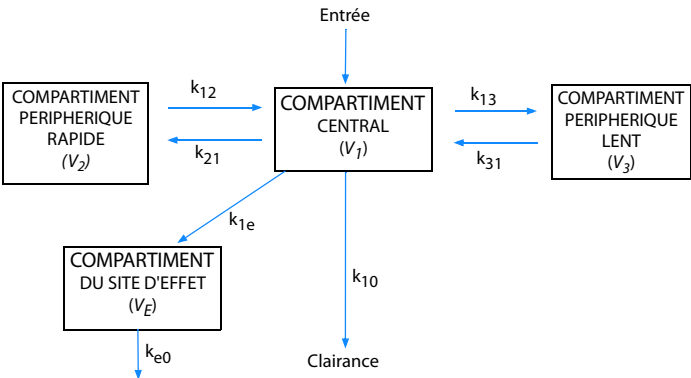 Entrée
COMPARTIMENT
PERIPHERIQUE
RAPIDE
(V2)
k12
k21
COMPARTIMENT
CENTRAL
(V1)
k13
k31
COMPARTIMENT
PERIPHERIQUE
LENT
(V3)
k1e
COMPARTIMENT
DU SITE D'EFFET
(VE)
k10
ke0
Clairance